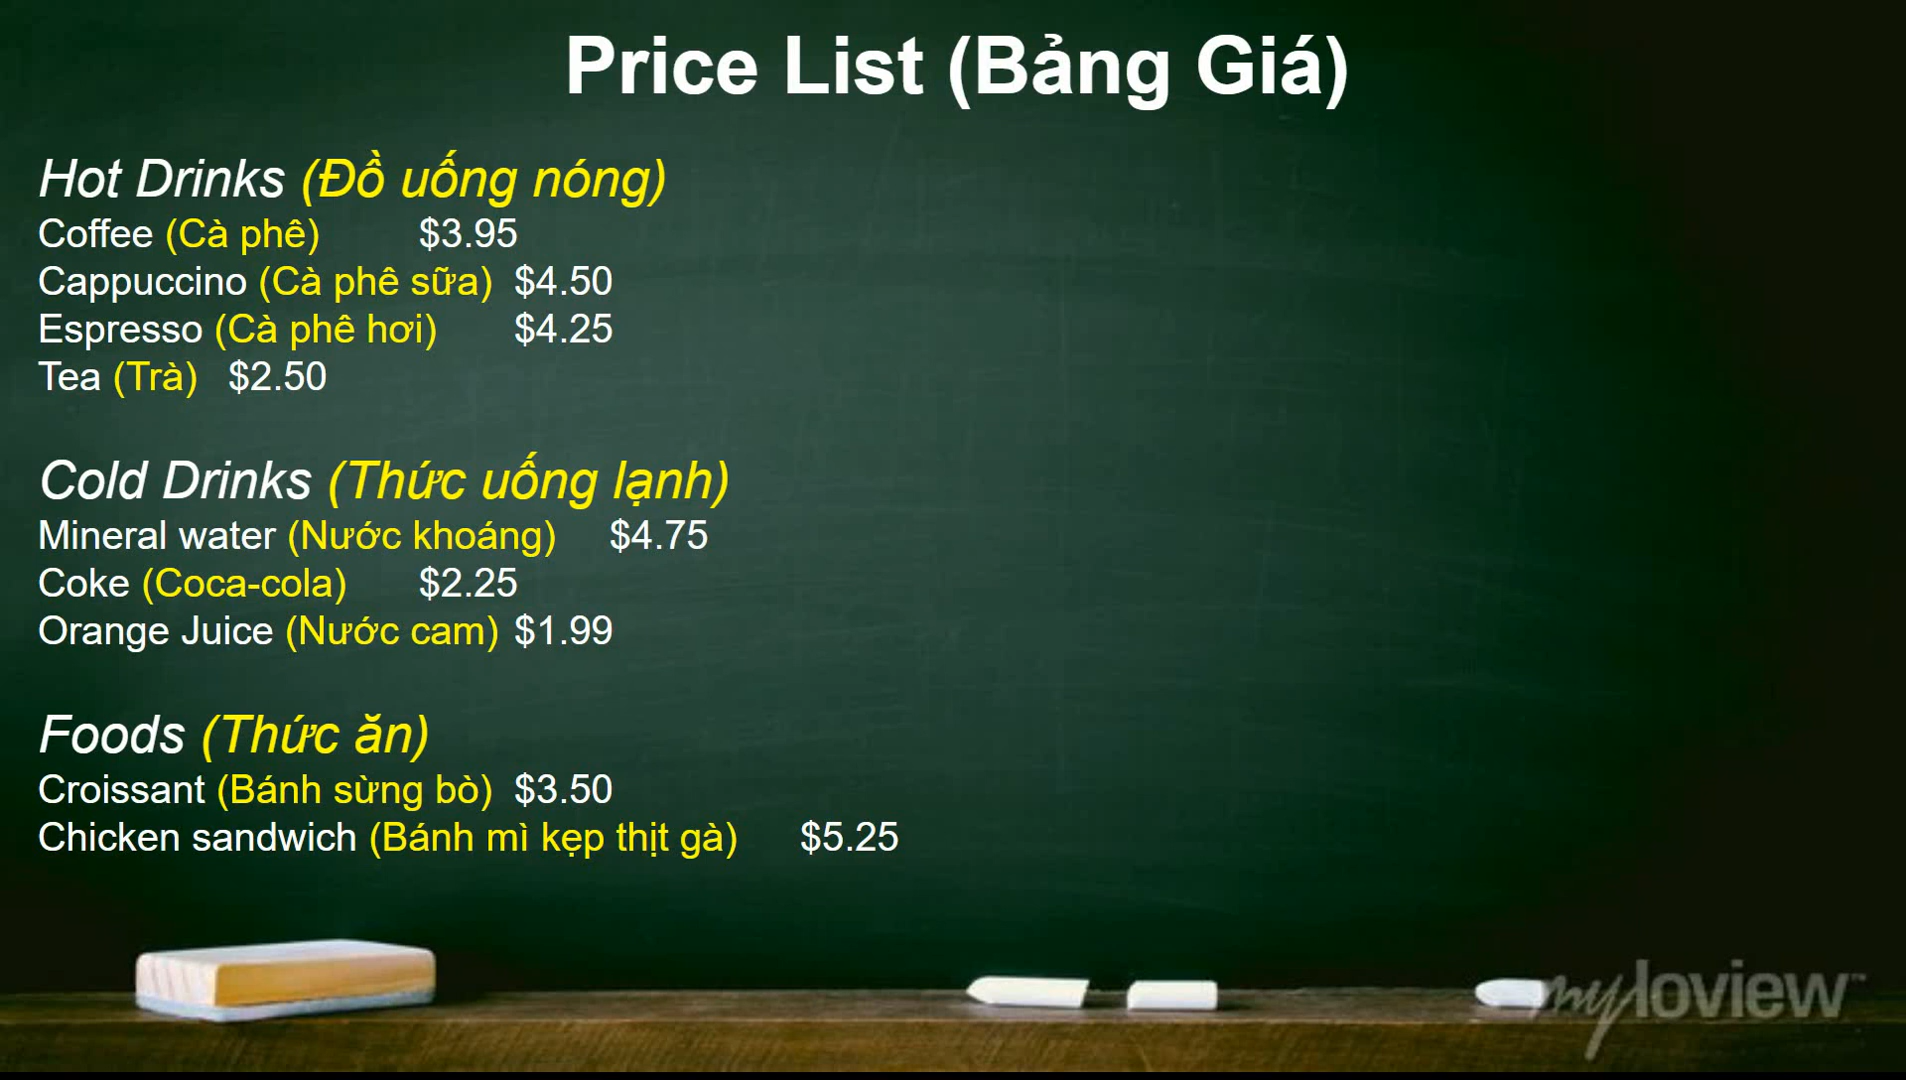 Price List (Bảng Giá)
Hot Drinks (Đồ uống nóng)
Coffee (Cà phê) $3.95
Cappuccino (Cà phê sữa) $4.50
Espresso (Cà phê hơi) $4.25
Tea (Trà) $2.50
Cold Drinks (Thức uống lạnh)
Mineral water (Nước khoáng) $4.75
Coke (Coca-cola) $2.25
Orange Juice (Nước cam) $1.99
Foods (Thức ăn)
Croissant (Bánh sừng bò) $3.50
Chicken sandwich (Bánh mì kẹp thịt gà) $5.25
myloview™